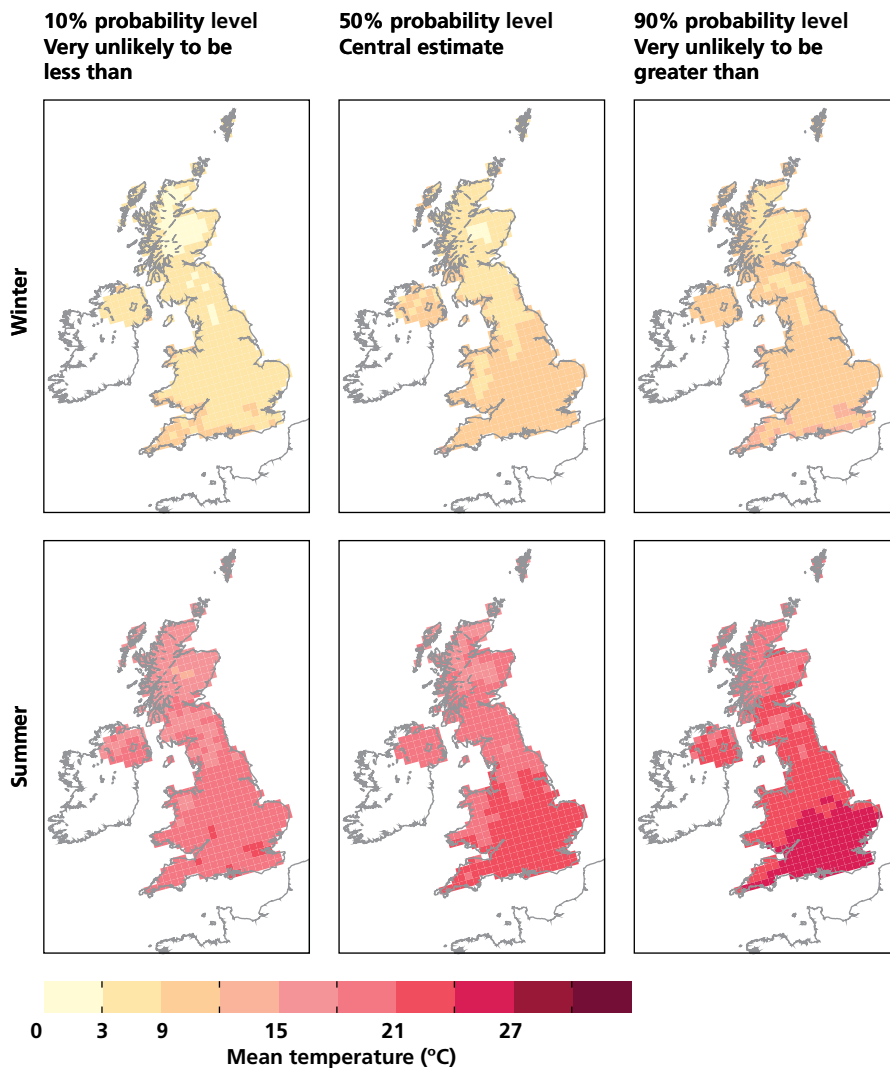 10% probability level
Very unlikely to be
less than
50% probability level
Central estimate
90% probability level
Very unlikely to be
greater than
Winter
Summer
0 3 9 15 21 27
Mean temperature (ºC)